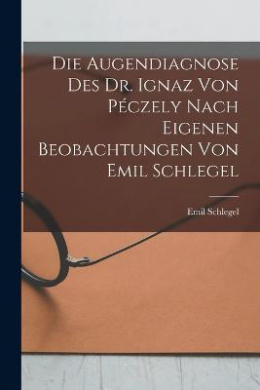 Die Augendiagnose
Des Dr. Ignaz Von
Péczely Nach
Eigenen
Beobachtungen Von
Emil Schlegel
Emil Schlegel